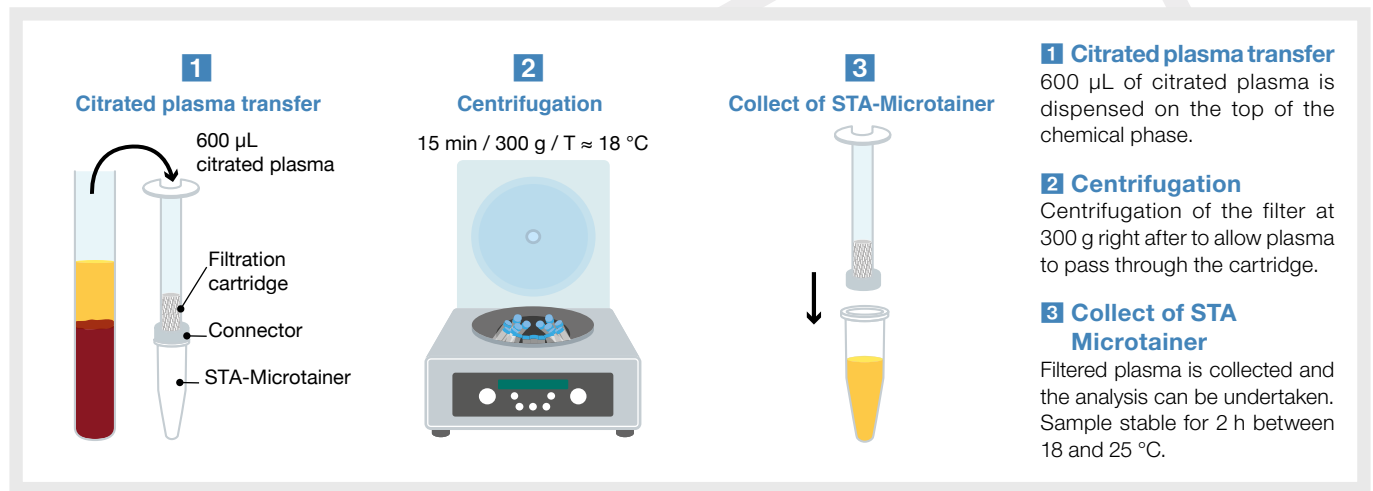 1
Citrated plasma transfer
600 µL
citrated plasma
Filtration
cartridge
Connector
STA-Microtainer
2
Centrifugation
15 min / 300 g / T ≈ 18 °C
3
Collect of STA-Microtainer
1 Citrated plasma transfer
600 µL of citrated plasma is
dispensed on the top of the
chemical phase.
2 Centrifugation
Centrifugation of the filter at
300 g right after to allow plasma
to pass through the cartridge.
3 Collect of STA
Microtainer
Filtered plasma is collected and
the analysis can be undertaken.
Sample stable for 2 h between
18 and 25 °C.